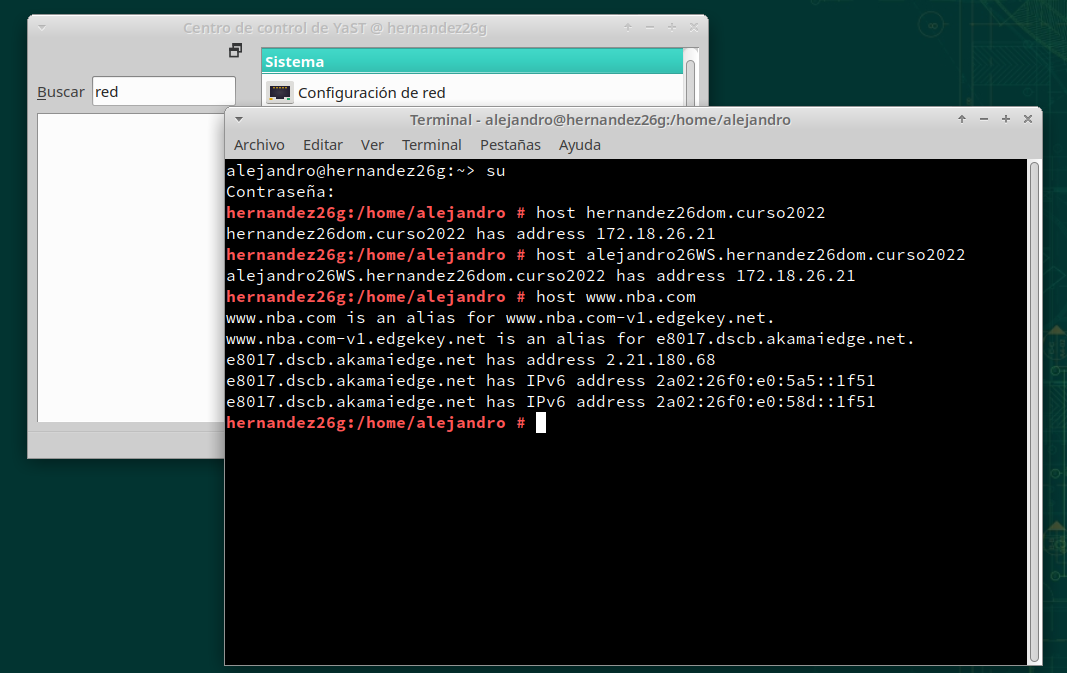 Centro de control de YaST @ hernandez26g
Buscar red
Sistema
Configuración de red
Terminal - alejandro@hernandez26g:/home/alejandro
Archivo Editar Ver Terminal Pestañas Ayuda
alejandro@hernandez26g:~> su
Contraseña:
hernandez26g:/home/alejandro # host hernandez26dom.curso2022
hernandez26dom.curso2022 has address 172.18.26.21
hernandez26g:/home/alejandro # host alejandro26WS.hernandez26dom.curso2022
alejandro26WS.hernandez26dom.curso2022 has address 172.18.26.21
hernandez26g:/home/alejandro # host www.nba.com
www.nba.com is an alias for www.nba.com-v1.edgekey.net.
www.nba.com-v1.edgekey.net is an alias for e8017.dscb.akamaiedge.net.
e8017.dscb.akamaiedge.net has address 2.21.180.68
e8017.dscb.akamaiedge.net has IPv6 address 2a02:26f0:e0:5a5::1f51
e8017.dscb.akamaiedge.net has IPv6 address 2a02:26f0:e0:58d::1f51
hernandez26g:/home/alejandro #